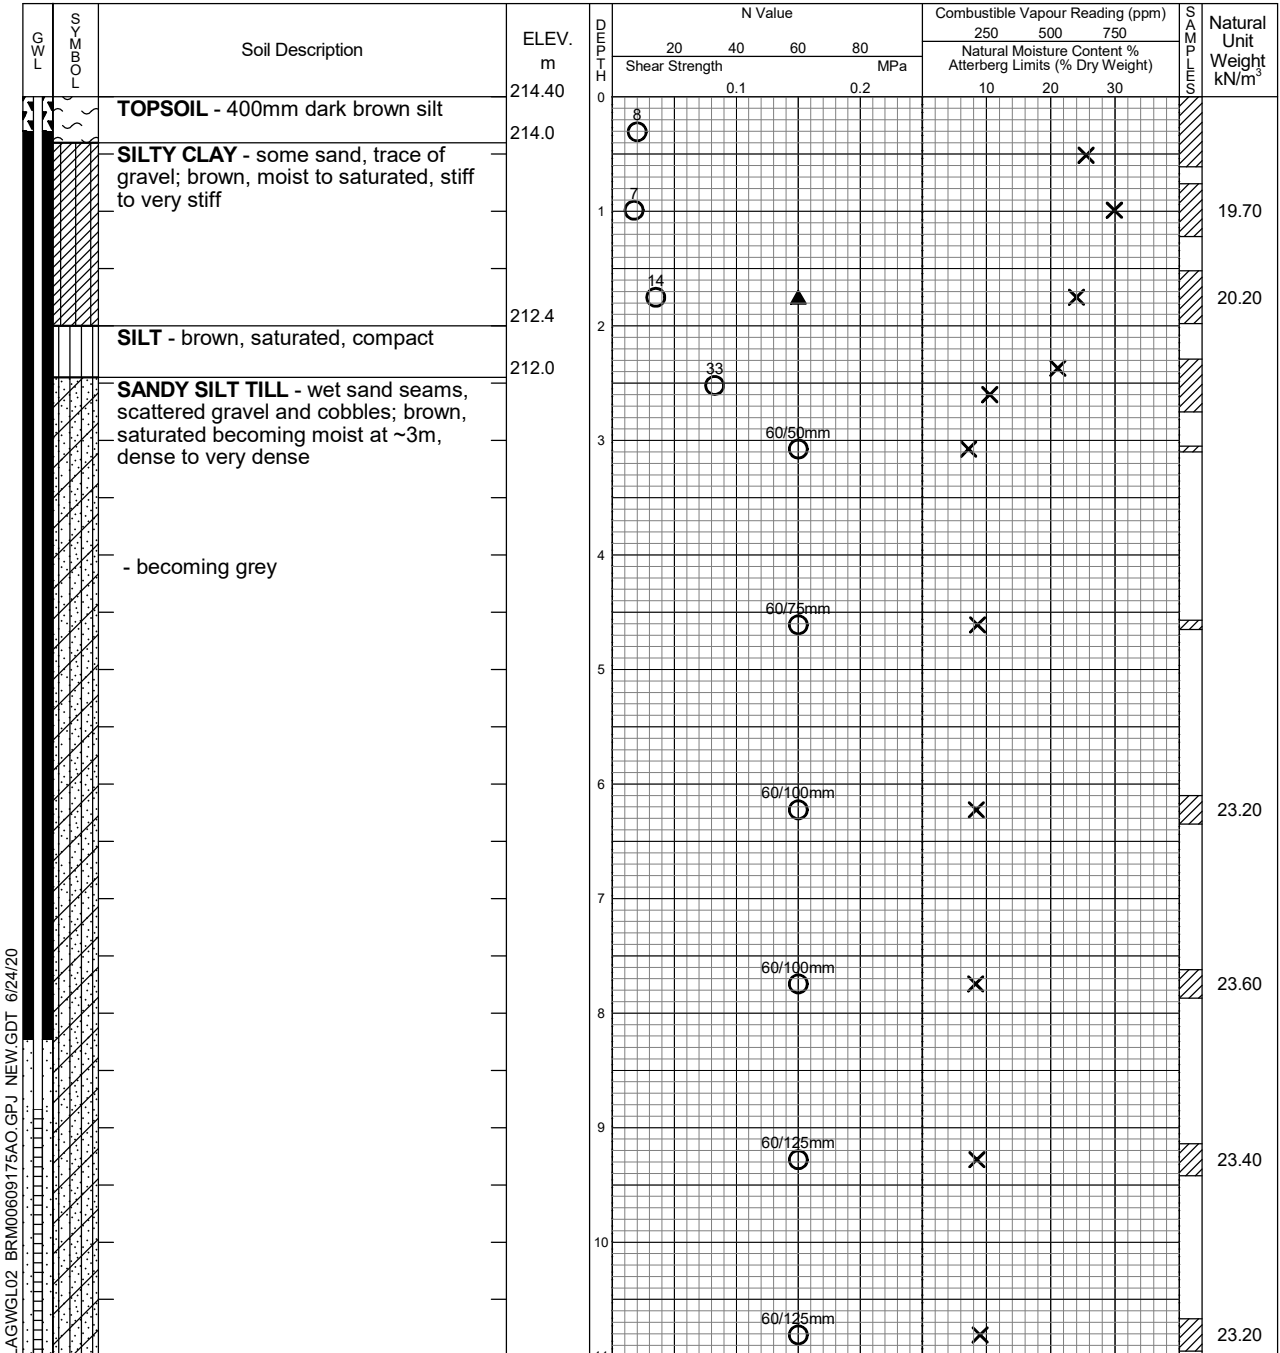 GWL
SYMBOL
Soil Description
ELEV.
m
DEPTH
N Value
20 40 60 80
Shear Strength MPa
0.1 0.2
Combustible Vapour Reading (ppm)
250 500 750
Natural Moisture Content %
Atterberg Limits (% Dry Weight)
10 20 30
SAMPLES
Natural
Unit
Weight
kN/m³
214.40
0
TOPSOIL - 400mm dark brown silt
8
214.0
SILTY CLAY - some sand, trace of
gravel; brown, moist to saturated, stiff
to very stiff
7
1
19.70
14
20.20
212.4
2
SILT - brown, saturated, compact
212.0
33
SANDY SILT TILL - wet sand seams,
scattered gravel and cobbles; brown,
saturated becoming moist at ~3m,
dense to very dense
60/50mm
3
4
- becoming grey
60/75mm
5
6
60/100mm
23.20
7
60/100mm
23.60
8
9
60/125mm
23.40
10
60/125mm
23.20
AGWGL02 BRM00609175AO.GPJ NEW.GDT 6/24/20